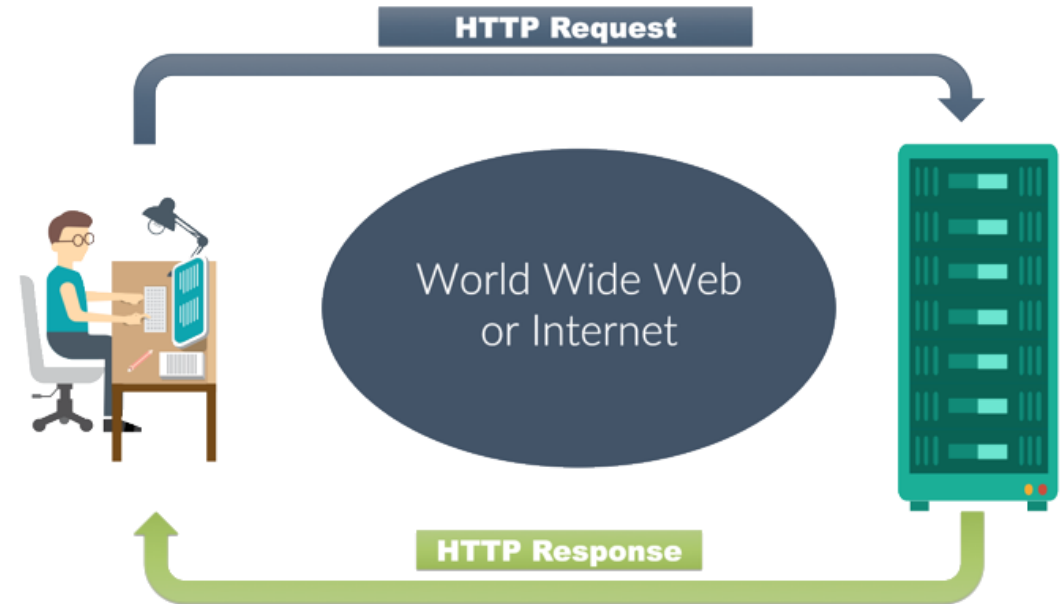 HTTP Request
World Wide Web
or Internet
HTTP Response